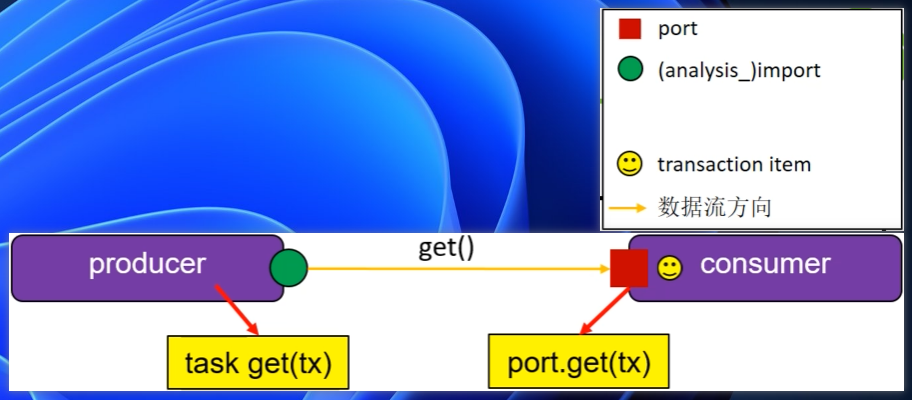 port
(analysis_)import
transaction item
数据流方向
producer
get()
consumer
task get(tx)
port.get(tx)